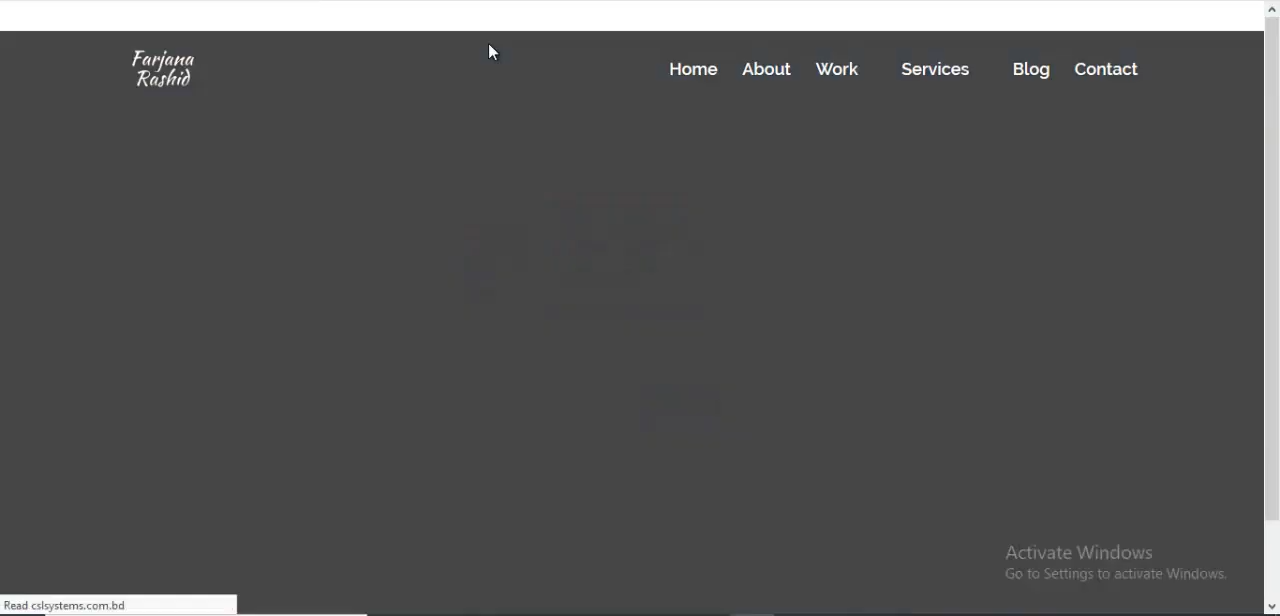 Farjana
Rashid
Home About Work Services Blog Contact
Activate Windows
Go to Settings to activate Windows.
Read cslsystems.com.bd